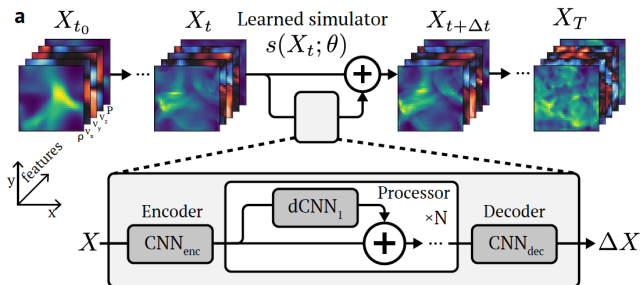 a
X_{t_0}
X_t
Learned simulator
s(X_t; θ)
X_{t+Δt}
X_T
...
+
...
ρ v_x v_y v_z P
y
features
x
Processor
Encoder
dCNN_1
×N
Decoder
X
CNN_enc
+
...
CNN_dec
ΔX